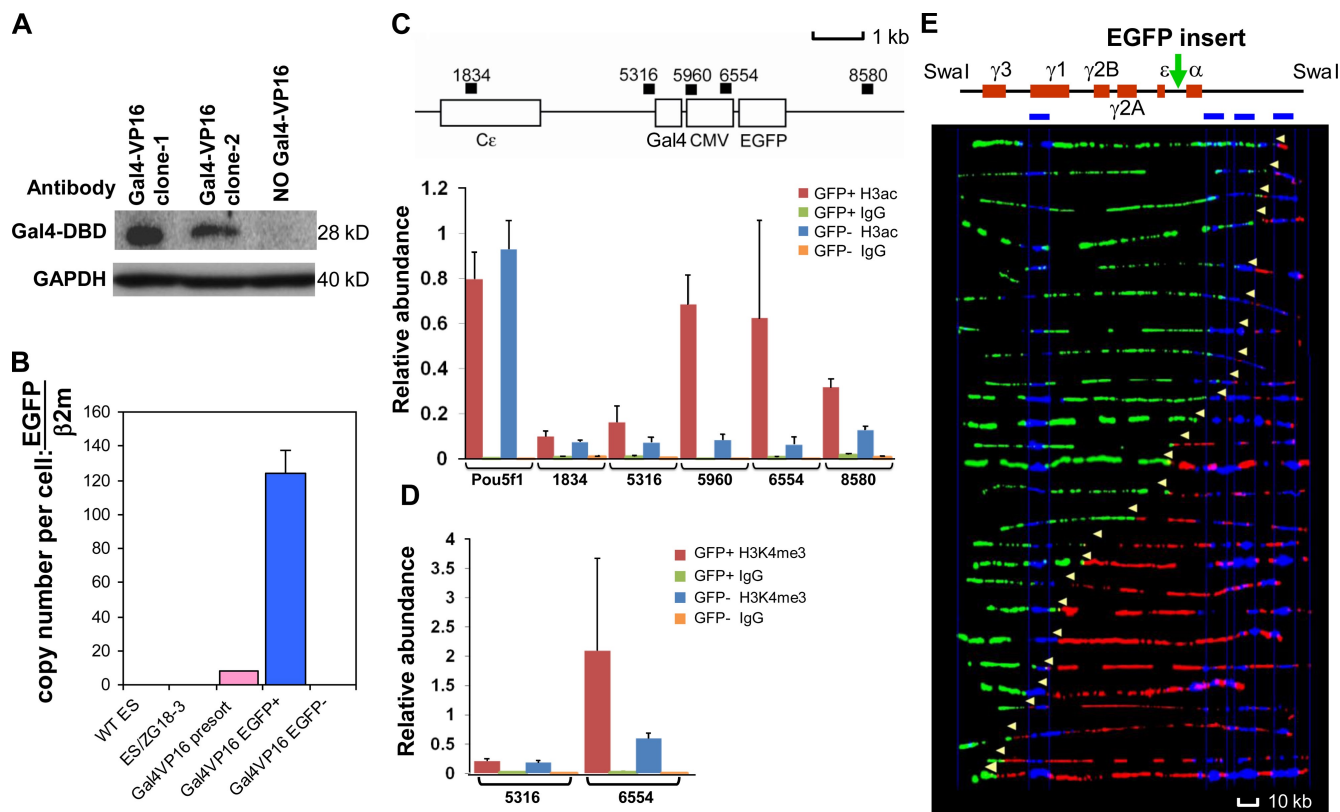 A
Gal4-VP16
clone-1
Gal4-VP16
clone-2
NO Gal4-VP16
Antibody
Gal4-DBD
28 kD
GAPDH
40 kD
B
copy number per cell: EGFP
β2m
160
140
120
100
80
60
40
20
0
WT ES
ES/ZG18-3
Gal4VP16 presort
Gal4VP16 EGFP+
Gal4VP16 EGFP-
C
1 kb
1834
5316
5960
6554
8580
Cε
Gal4
CMV
EGFP
Relative abundance
1.2
1
0.8
0.6
0.4
0.2
0
GFP+ H3ac
GFP+ IgG
GFP- H3ac
GFP- IgG
Pou5f1
1834
5316
5960
6554
8580
D
Relative abundance
4
3.5
3
2.5
2
1.5
1
0.5
0
GFP+ H3K4me3
GFP+ IgG
GFP- H3K4me3
GFP- IgG
5316
6554
E
EGFP insert
SwaI
γ3
γ1
γ2B
γ2A
ε
α
SwaI
10 kb